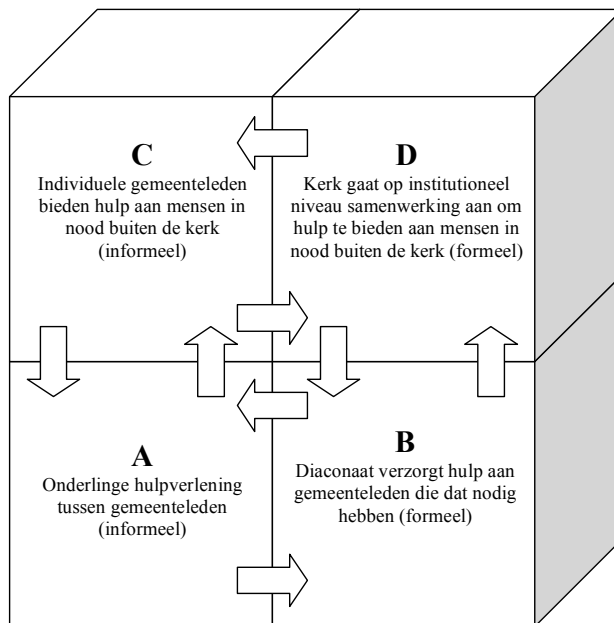 C
Individuele gemeenteleden
bieden hulp aan mensen in
nood buiten de kerk
(informeel)
D
Kerk gaat op institutioneel
niveau samenwerking aan om
hulp te bieden aan mensen in
nood buiten de kerk (formeel)
A
Onderlinge hulpverlening
tussen gemeenteleden
(informeel)
B
Diaconaat verzorgt hulp aan
gemeenteleden die dat nodig
hebben (formeel)